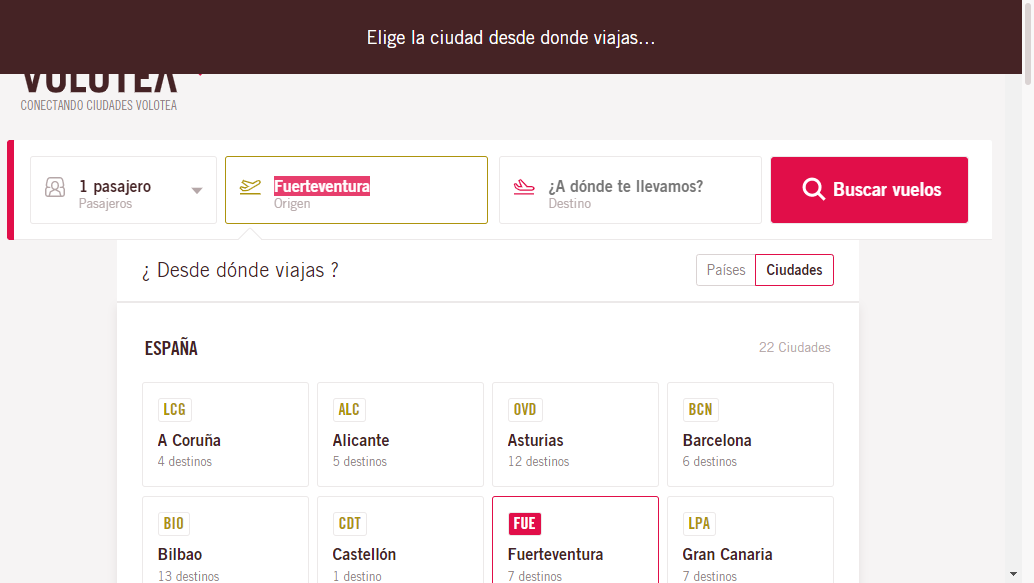 Elige la ciudad desde donde viajas...
VOLOTEA
CONECTANDO CIUDADES VOLOTEA
1 pasajero
Pasajeros
Fuerteventura
Origen
¿A dónde te llevamos?
Destino
Buscar vuelos
¿ Desde dónde viajas ?
Países
Ciudades
ESPAÑA
22 Ciudades
LCG
A Coruña
4 destinos
ALC
Alicante
5 destinos
OVD
Asturias
12 destinos
BCN
Barcelona
6 destinos
BIO
Bilbao
13 destinos
CDT
Castellón
1 destino
FUE
Fuerteventura
7 destinos
LPA
Gran Canaria
7 destinos